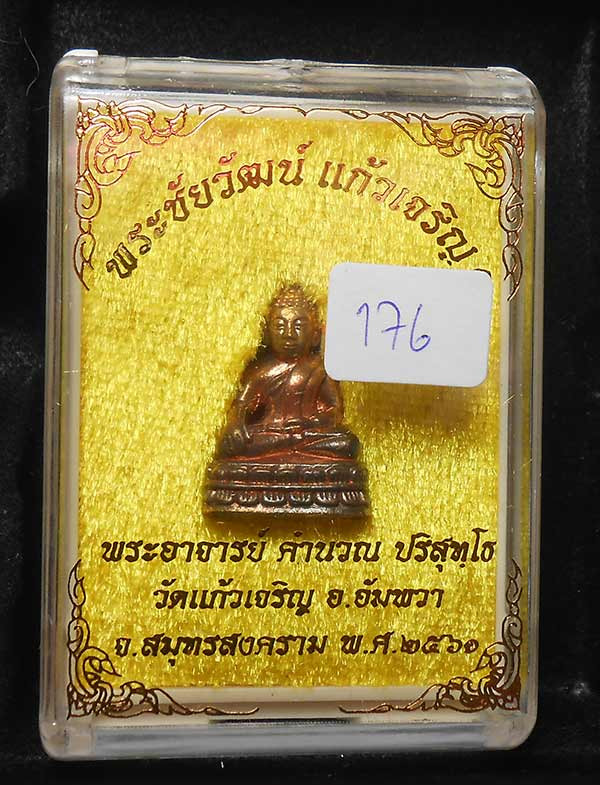 พระชัยวัฒน์ แก้วเจริญ
176
พระอาจารย์ คำนวณ ปริสุทฺโธ
วัดแก้วเจริญ อ.อัมพวา
จ.สมุทรสงคราม พ.ศ.๒๕๖๑